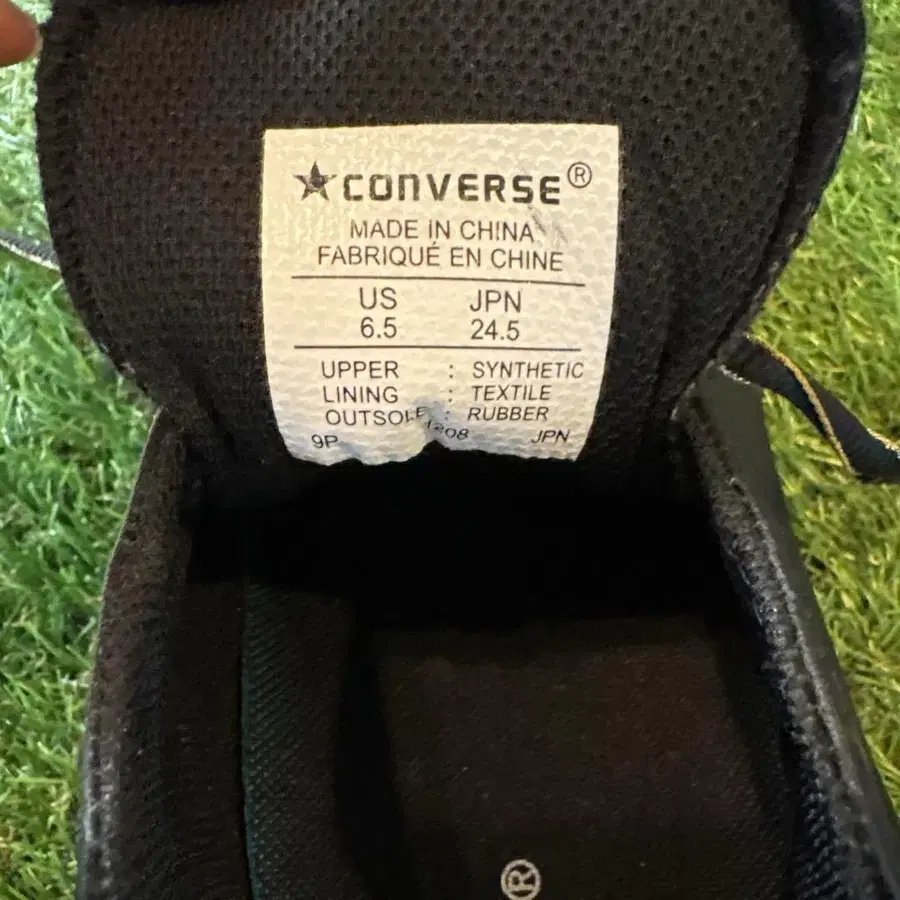 ★CONVERSE®
MADE IN CHINA
FABRIQUÉ EN CHINE
US JPN
6.5 24.5
UPPER : SYNTHETIC
LINING : TEXTILE
OUTSOLE : RUBBER
9P 1208 JPN
®